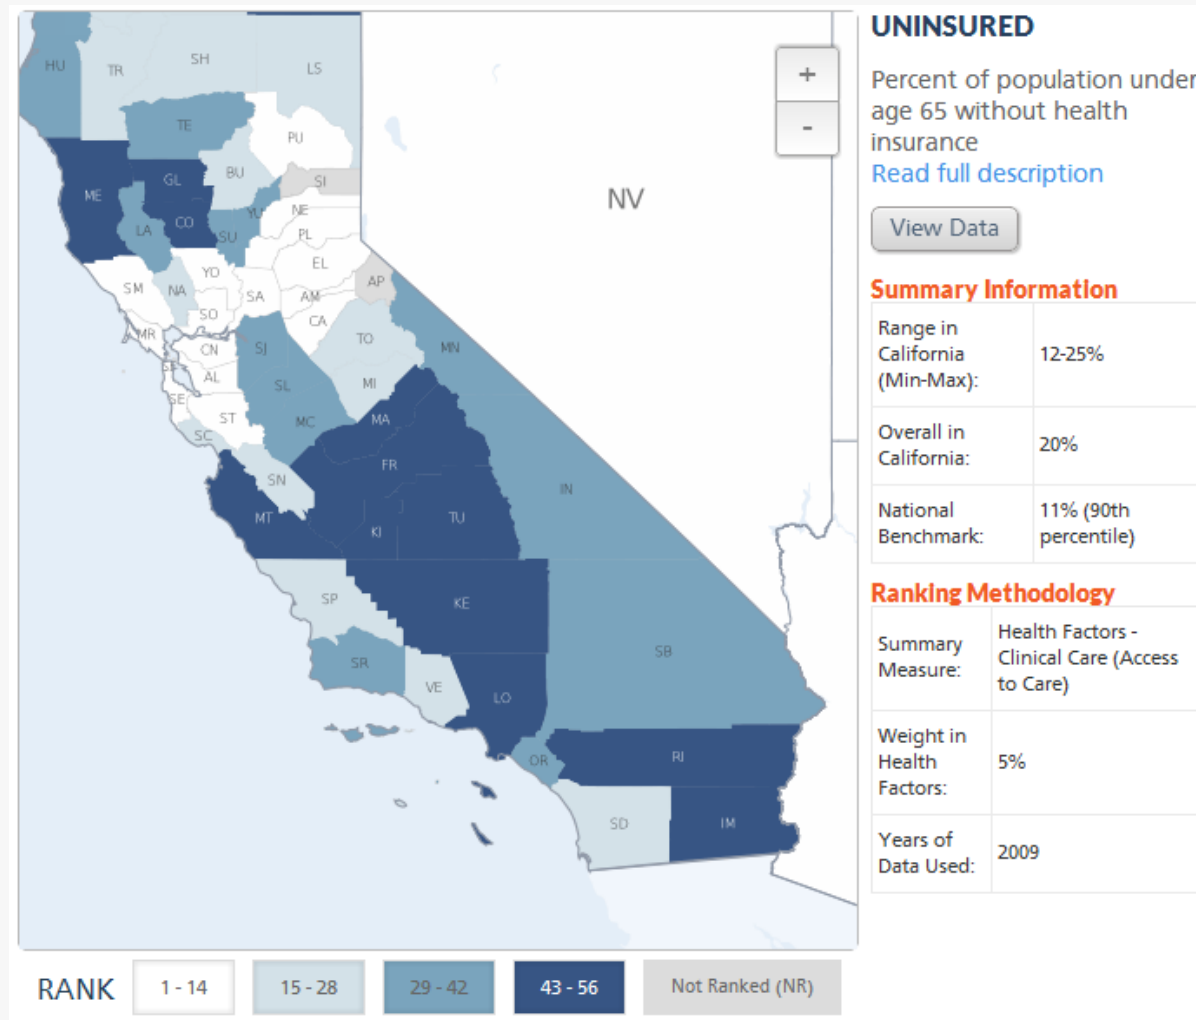 HU
TR
SH
LS
TE
PU
BU
SI
GL
ME
YU
NE
CO
LA
SU
PL
NV
EL
YO
AP
SM
NA
SA
AM
SO
CA
MR
TO
CN
SJ
MN
AL
SL
MI
SE
ST
MC
MA
SC
FR
SN
IN
MT
KI
TU
SP
KE
SR
SB
VE
LO
OR
RI
SD
IM
+
-
RANK
1 - 14
15 - 28
29 - 42
43 - 56
Not Ranked (NR)
UNINSURED
Percent of population under
age 65 without health
insurance
Read full description
View Data
Summary Information
Range in
California
(Min-Max):
12-25%
Overall in
California:
20%
National
Benchmark:
11% (90th
percentile)
Ranking Methodology
Summary
Measure:
Health Factors -
Clinical Care (Access
to Care)
Weight in
Health
Factors:
5%
Years of
Data Used:
2009